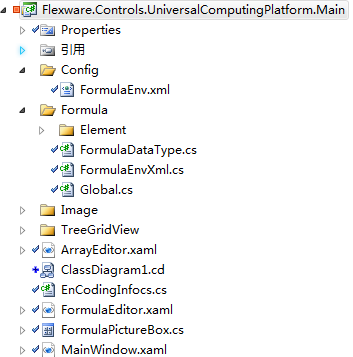 Flexware.Controls.UniversalComputingPlatform.Main
Properties
引用
Config
FormulaEnv.xml
Formula
Element
FormulaDataType.cs
FormulaEnvXml.cs
Global.cs
Image
TreeGridView
ArrayEditor.xaml
ClassDiagram1.cd
EnCodingInfocs.cs
FormulaEditor.xaml
FormulaPictureBox.cs
MainWindow.xaml